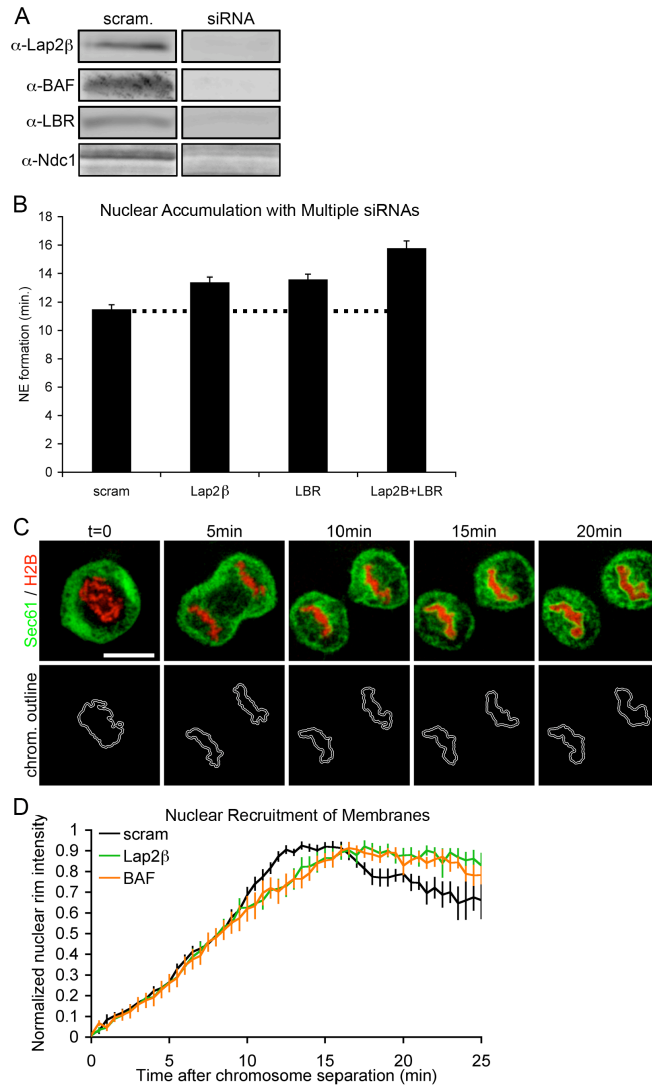 A
scram. siRNA
α-Lap2β
α-BAF
α-LBR
α-Ndc1
B
Nuclear Accumulation with Multiple siRNAs
NE formation (min.)
18
16
14
12
10
8
6
4
2
0
scram Lap2β LBR Lap2B+LBR
C
t=0 5min 10min 15min 20min
Sec61 / H2B
chrom. outline
D
Nuclear Recruitment of Membranes
scram
Lap2β
BAF
Normalized nuclear rim intensity
1
0.9
0.8
0.7
0.6
0.5
0.4
0.3
0.2
0.1
0
0 5 10 15 20 25
Time after chromosome separation (min)